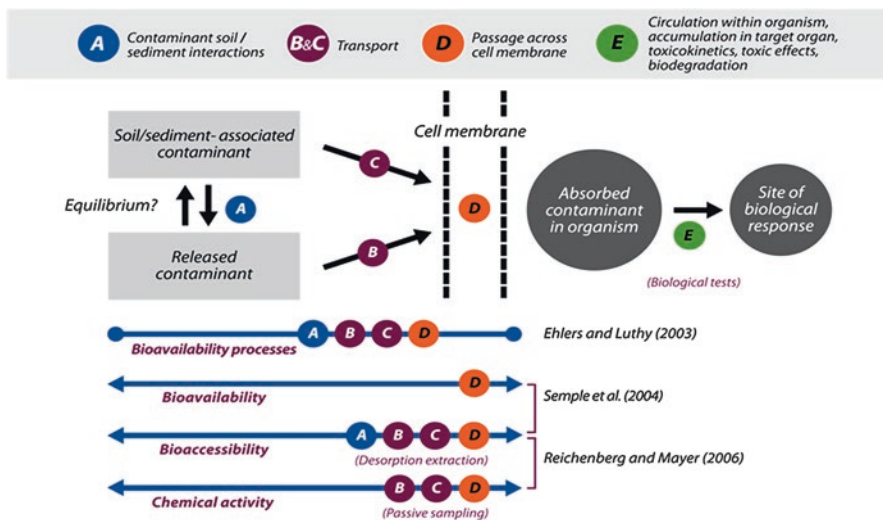 A
Contaminant soil /
sediment interactions
B&C
Transport
D
Passage across
cell membrane
E
Circulation within organism,
accumulation in target organ,
toxicokinetics, toxic effects,
biodegradation
Soil/sediment- associated
contaminant
Equilibrium?
A
Released
contaminant
C
B
Cell membrane
D
Absorbed
contaminant
in organism
E
Site of
biological
response
(Biological tests)
A B C D
Bioavailability processes
Ehlers and Luthy (2003)
D
Bioavailability
Semple et al. (2004)
A B C D
Bioaccessibility
(Desorption extraction)
Reichenberg and Mayer (2006)
B C D
Chemical activity
(Passive sampling)